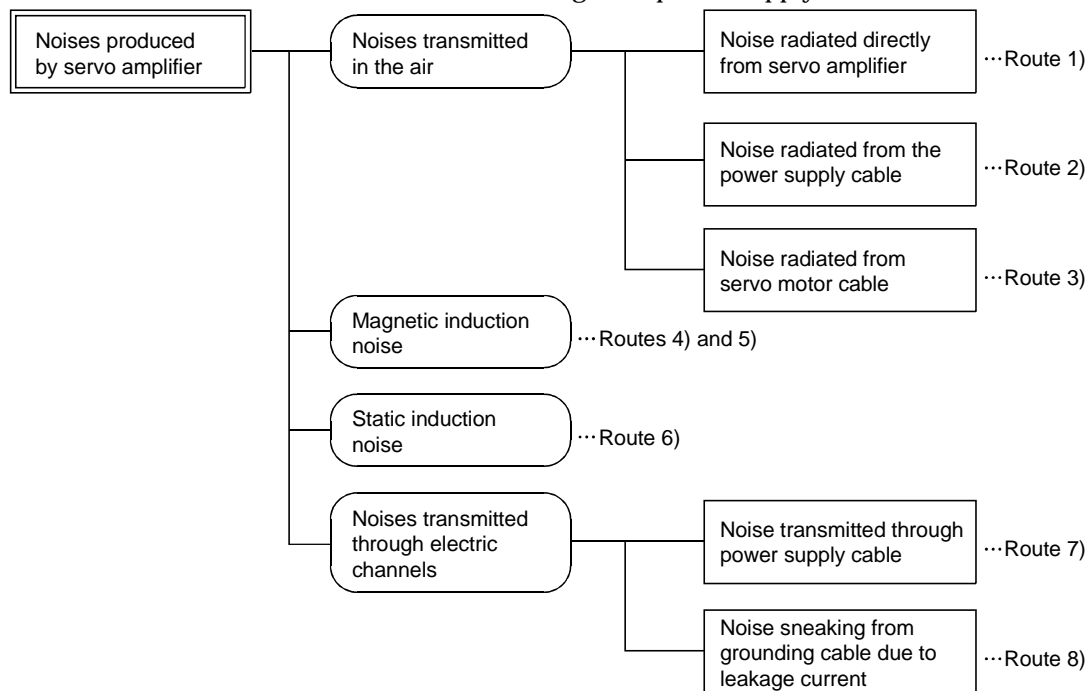 Noises produced
by servo amplifier
Noises transmitted
in the air
Noise radiated directly
from servo amplifier
…Route 1)
Noise radiated from the
power supply cable
…Route 2)
Noise radiated from
servo motor cable
…Route 3)
Magnetic induction
noise
…Routes 4) and 5)
Static induction
noise
…Route 6)
Noises transmitted
through electric
channels
Noise transmitted through
power supply cable
…Route 7)
Noise sneaking from
grounding cable due to
leakage current
…Route 8)